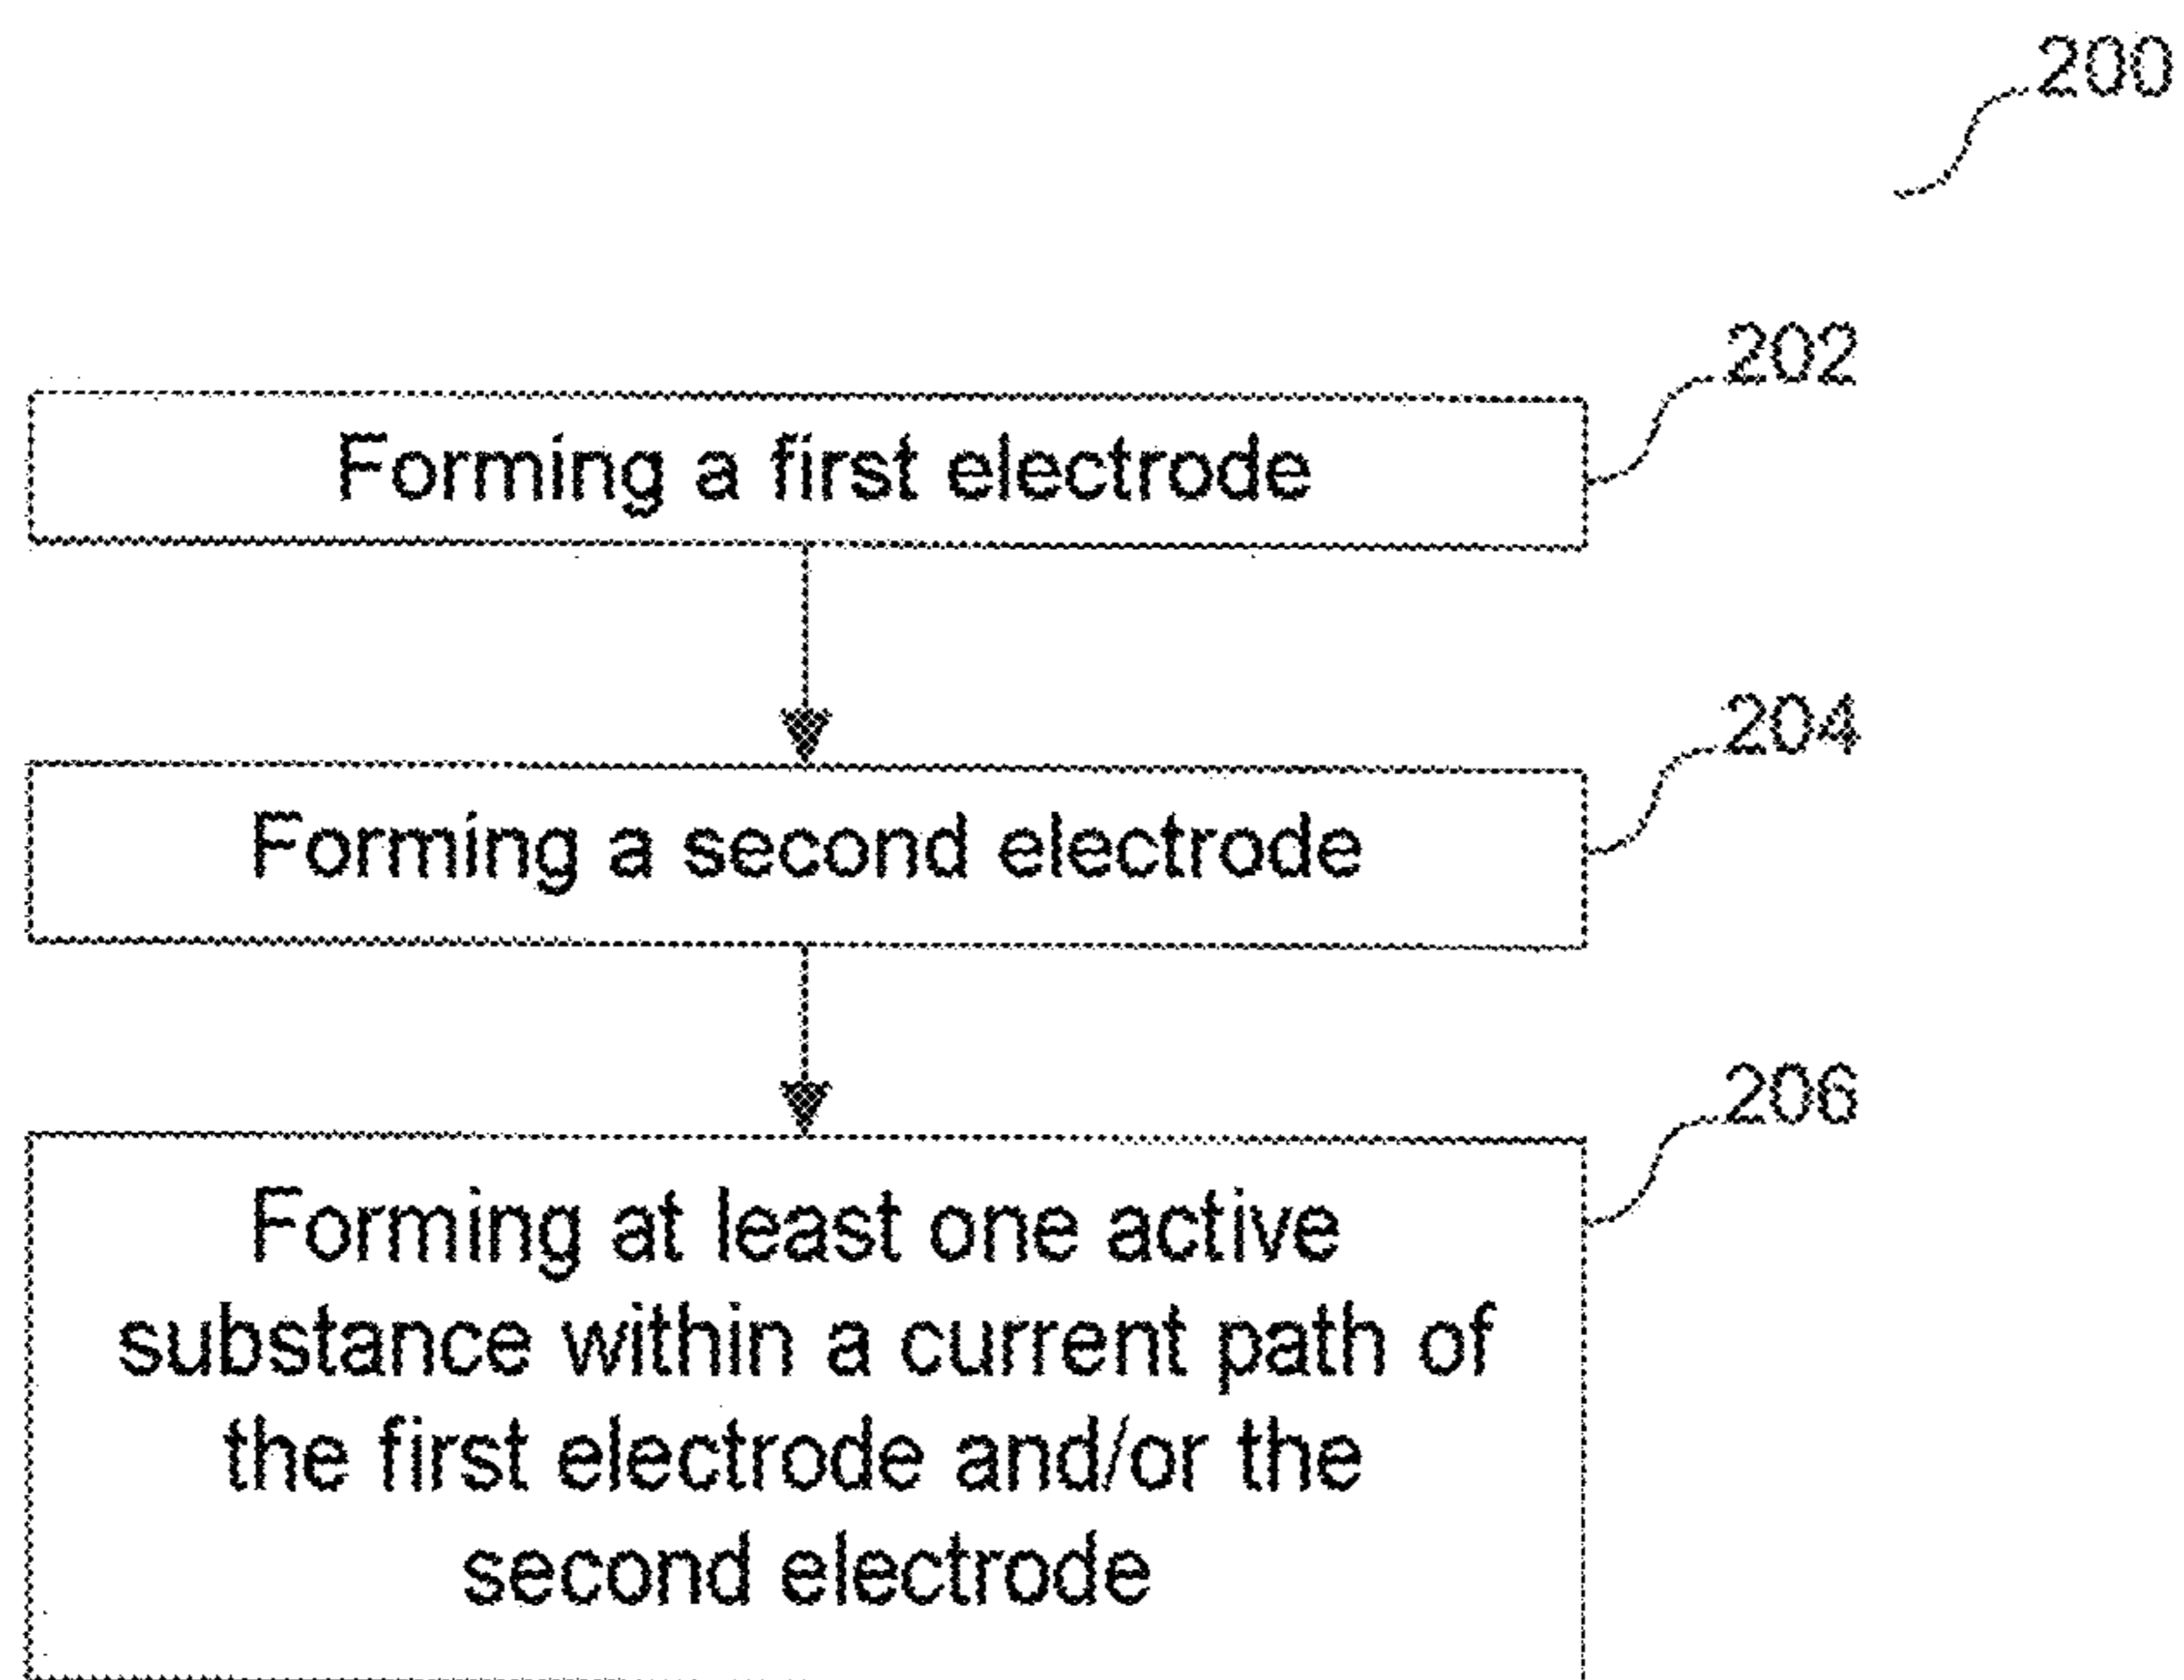 200
202
Forming a first electrode
204
Forming a second electrode
206
Forming at least one active
substance within a current path of
the first electrode and/or the
second electrode